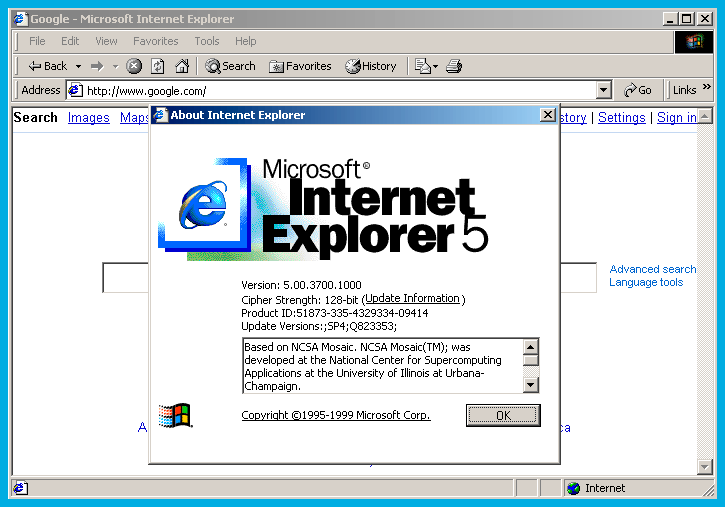 Google - Microsoft Internet Explorer
File Edit View Favorites Tools Help
Back Search Favorites History
Address http://www.google.com/ Go Links »
Search Images Maps story | Settings | Sign in
About Internet Explorer
Microsoft®
Internet
Explorer 5
Advanced search
Language tools
Version: 5.00.3700.1000
Cipher Strength: 128-bit (Update Information )
Product ID:51873-335-4329334-09414
Update Versions:;SP4;Q823353;
Based on NCSA Mosaic. NCSA Mosaic(TM); was
developed at the National Center for Supercomputing
Applications at the University of Illinois at Urbana-
Champaign.
Copyright ©1995-1999 Microsoft Corp. OK
A ca
Internet